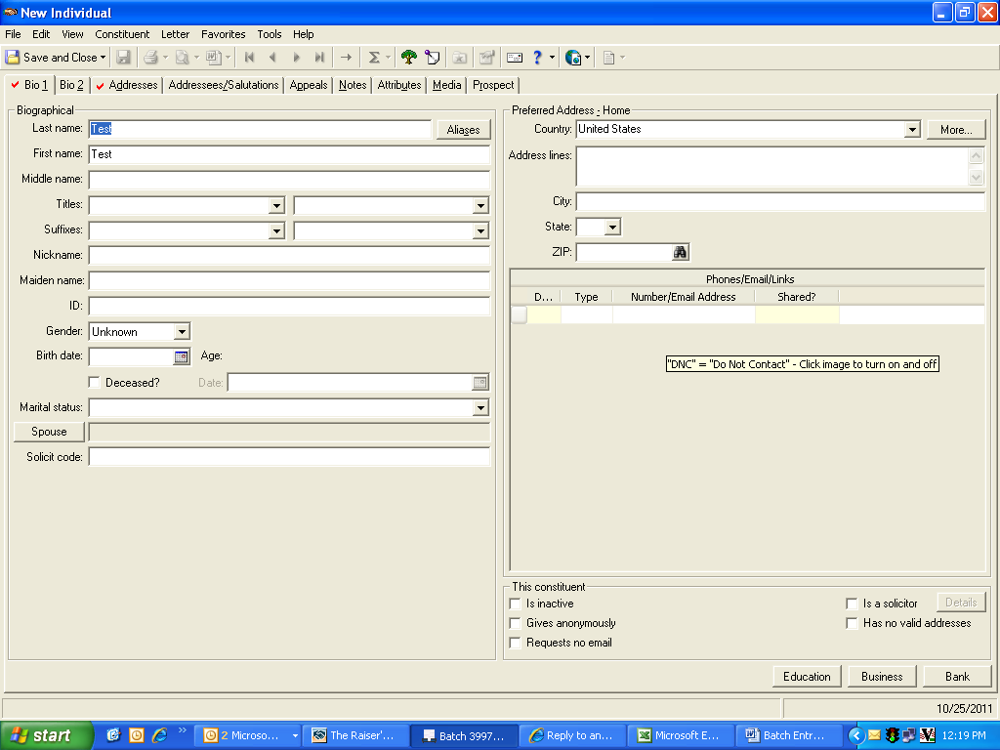 New Individual
File Edit View Constituent Letter Favorites Tools Help
Save and Close
Bio 1 Bio 2 Addresses Addressees/Salutations Appeals Notes Attributes Media Prospect
Biographical
Last name: Test Aliases
First name: Test
Middle name:
Titles:
Suffixes:
Nickname:
Maiden name:
ID:
Gender: Unknown
Birth date: Age:
Deceased? Date:
Marital status:
Spouse
Solicit code:
Preferred Address - Home
Country: United States More...
Address lines:
City:
State:
ZIP:
Phones/Email/Links
D... Type Number/Email Address Shared?
"DNC" = "Do Not Contact" - Click image to turn on and off
This constituent
Is inactive Is a solicitor Details
Gives anonymously Has no valid addresses
Requests no email
Education Business Bank
10/25/2011
start 2 Microso... The Raiser'... Batch 3997... Reply to an... Microsoft E... Batch Entr... 12:19 PM